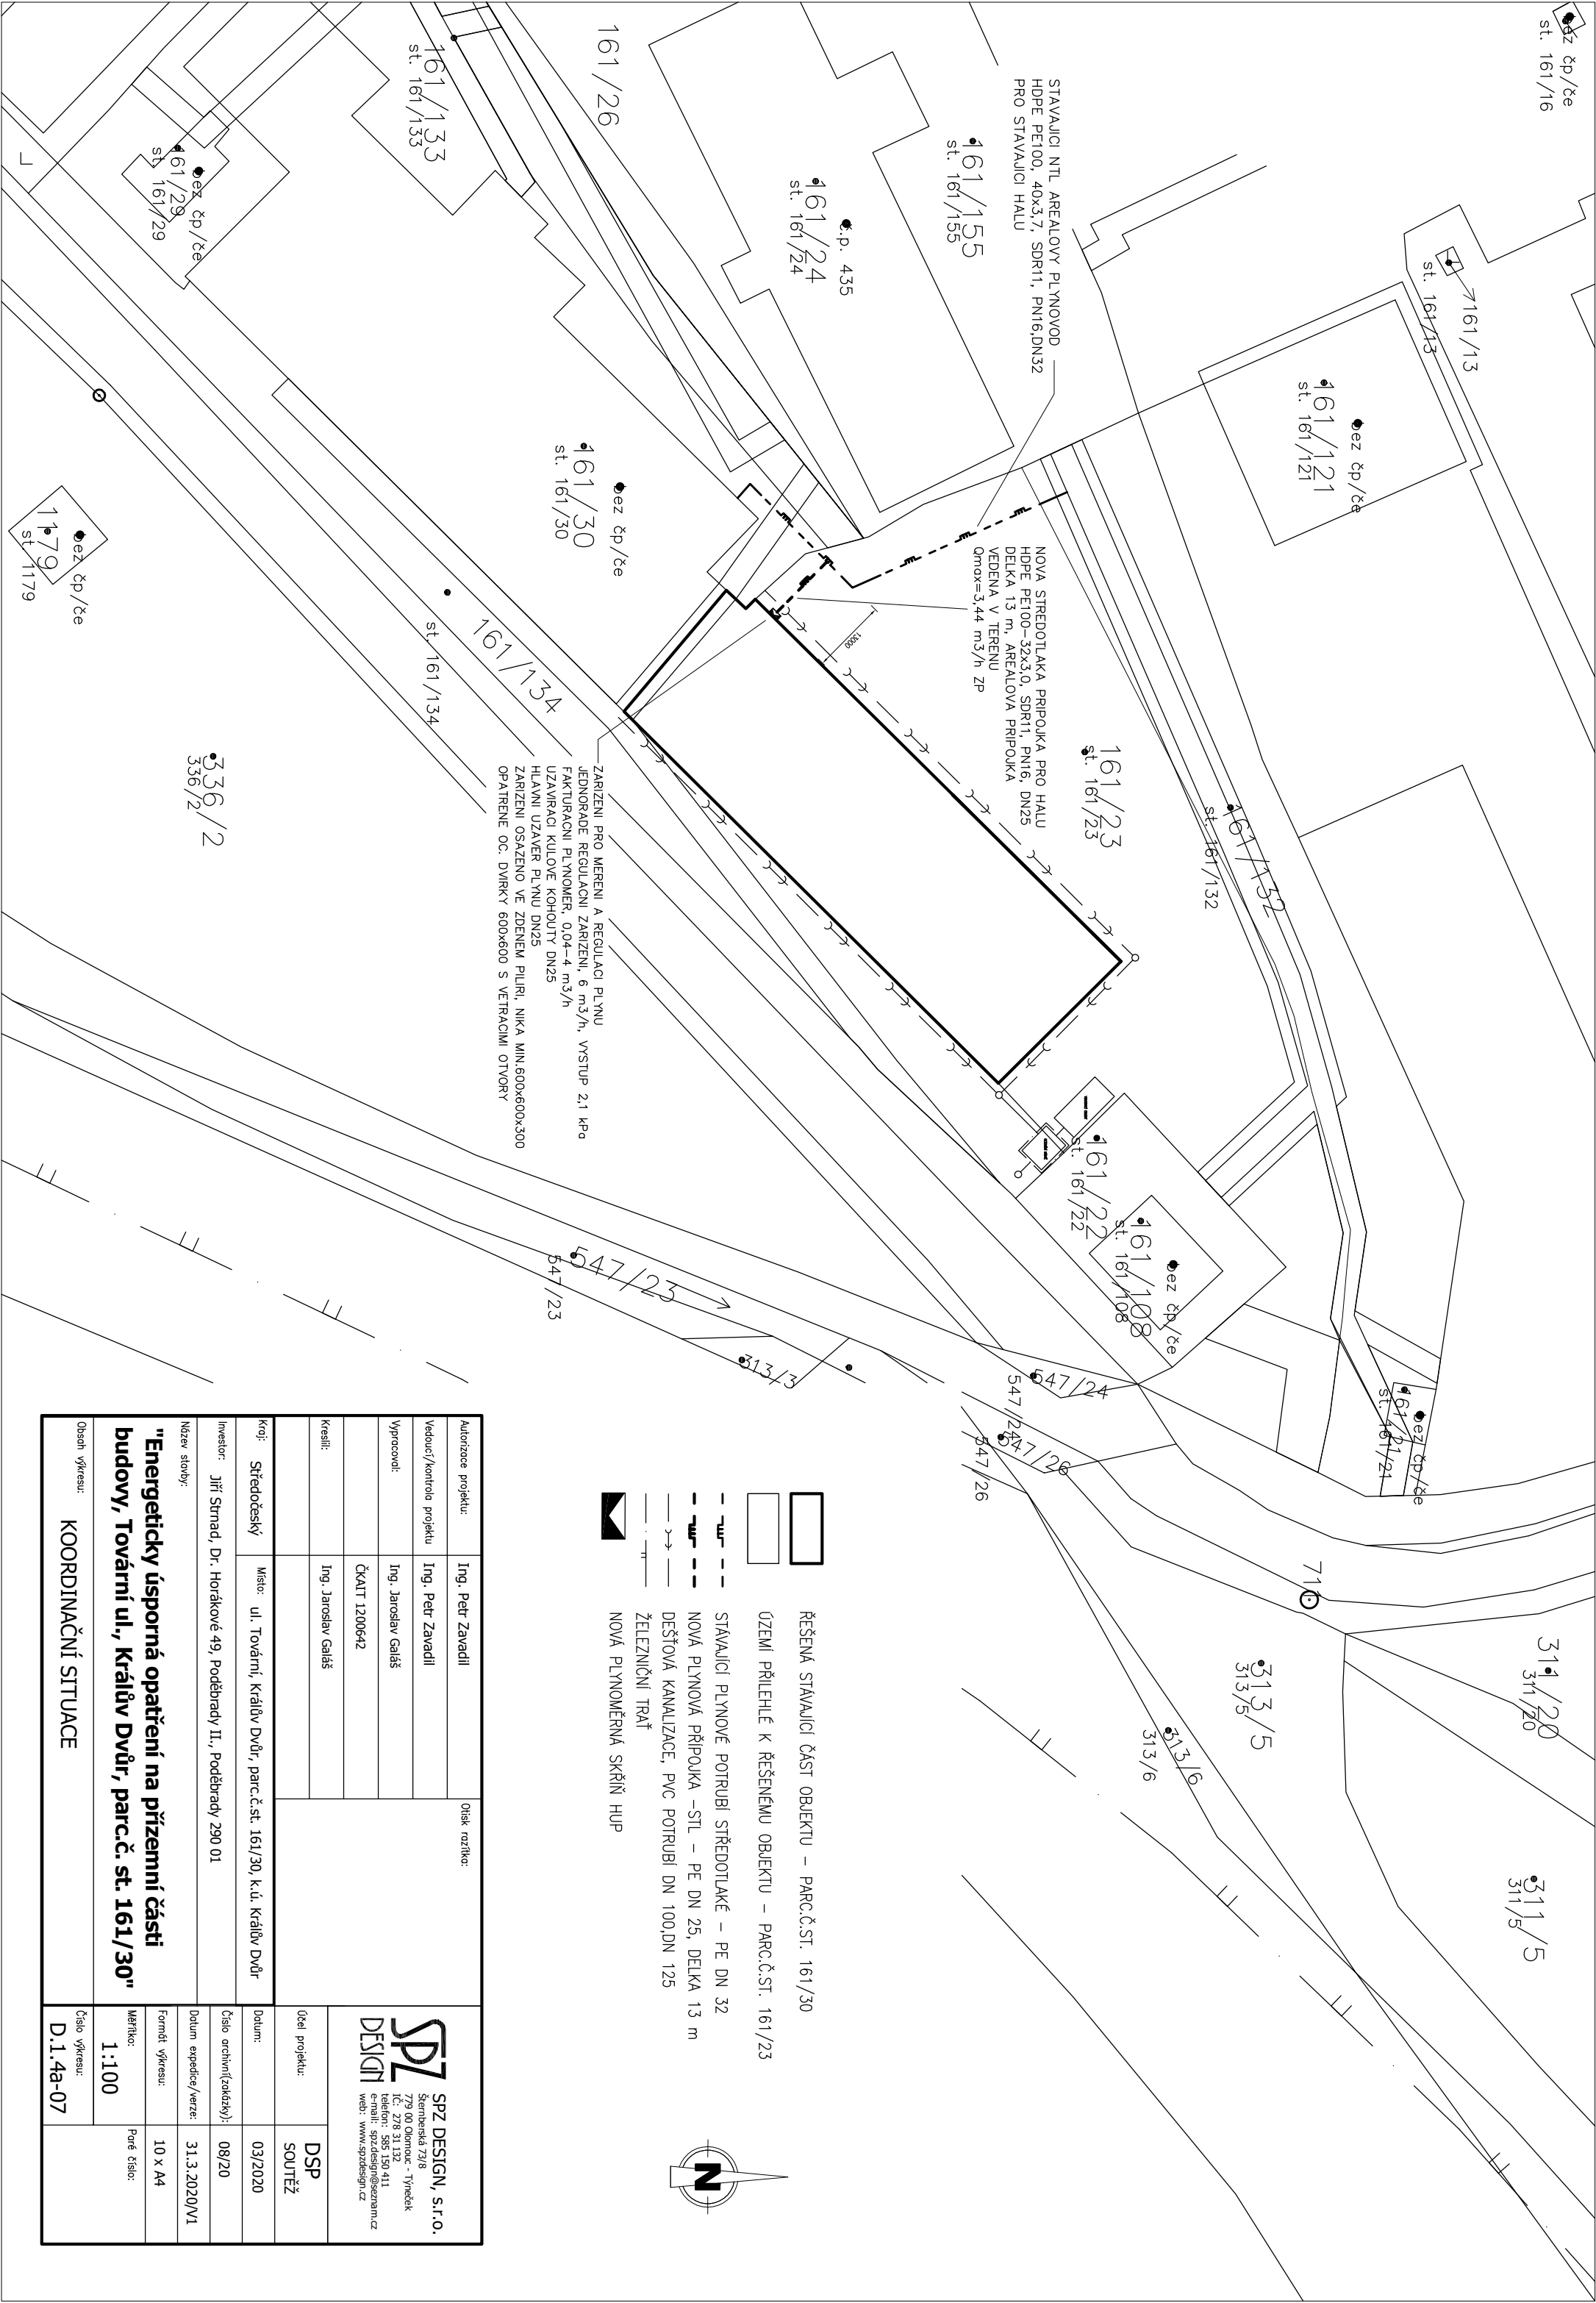 bez čp/če
st. 161/16
161/26
161/133
st. 161/133
161/155
st. 161/155
č.p. 435
161/24
st. 161/24
bez čp/če
161/29
st. 161/29
161/13
st. 161/13
bez čp/če
161/121
st. 161/121
STAVAJICI NTL AREALOVY PLYNOVOD
HDPE PE100, 40x3,7, SDR11, PN16,DN32
PRO STAVAJICI HALU
bez čp/če
161/30
st. 161/30
NOVA STREDOTLAKA PRIPOJKA PRO HALU
HDPE PE100-32x3,0, SDR11, PN16, DN25
DELKA 13 m, AREALOVA PRIPOJKA
VEDENA V TERENU
Qmax=3,44 m3/h ZP
13000
bez čp/če
1179
st. 1179
161/134
st. 161/134
161/23
st. 161/23
161/132
st. 161/132
336/2
336/2
ZARIZENI PRO MERENI A REGULACI PLYNU
JEDNORADE REGULACNI ZARIZENI, 6 m3/h, VYSTUP 2,1 kPa
FAKTURACNI PLYNOMER, 0,04-4 m3/h
UZAVIRACI KULOVE KOHOUTY DN25
HLAVNI UZAVER PLYNU DN25
ZARIZENI OSAZENO VE ZDENEM PILIRI, NIKA MIN.600x600x300
OPATRENE OC. DVIRKY 600x600 S VETRACIMI OTVORY
161/22
st. 161/22
bez čp/če
161/108
st. 161/108
547/23
547/23
313/3
547/24
547/24
547/26
547/26
bez čp/če
161/21
st. 161/21
711
313/5
313/5
313/6
313/6
311/20
311/20
311/5
311/5
ŘEŠENÁ STÁVAJÍCÍ ČÁST OBJEKTU – PARC.Č.ST. 161/30
ÚZEMÍ PŘILEHLÉ K ŘEŠENÉMU OBJEKTU – PARC.Č.ST. 161/23
STÁVAJÍCÍ PLYNOVÉ POTRUBÍ STŘEDOTLAKÉ – PE DN 32
NOVÁ PLYNOVÁ PŘÍPOJKA –STL – PE DN 25, DELKA 13 m
DEŠŤOVÁ KANALIZACE, PVC POTRUBÍ DN 100,DN 125
ŽELEZNIČNÍ TRAŤ
NOVÁ PLYNOMĚRNÁ SKŘÍŇ HUP
N
Autorizace projektu: Ing. Petr Zavadil
Otisk razítka:
Vedoucí/kontrola projektu Ing. Petr Zavadil
Vypracoval: Ing. Jaroslav Galáš
ČKAIT 1200642
Kreslil: Ing. Jaroslav Galáš
Kraj: Středočeský
Místo: ul. Tovární, Králův Dvůr, parc.č.st. 161/30, k.ú. Králův Dvůr
Investor: Jiří Strnad, Dr. Horákové 49, Poděbrady II., Poděbrady 290 01
Název stavby:
"Energeticky úsporná opatření na přízemní části
budovy, Tovární ul., Králův Dvůr, parc.č. st. 161/30"
Obsah výkresu: KOORDINAČNÍ SITUACE
SPZ
DESIGN
SPZ DESIGN, s.r.o.
Šternberská 73/8
779 00 Olomouc - Týneček
IČ: 278 31 132
telefon: 585 150 411
e-mail: spz.design@seznam.cz
web: www.spzdesign.cz
Účel projektu: DSP
SOUTĚŽ
Datum: 03/2020
Číslo archivní(zakázky): 08/20
Datum expedice/verze: 31.3.2020/V1
Formát výkresu: 10 x A4
Měřítko: 1:100
Paré číslo:
Číslo výkresu:
D.1.4a-07